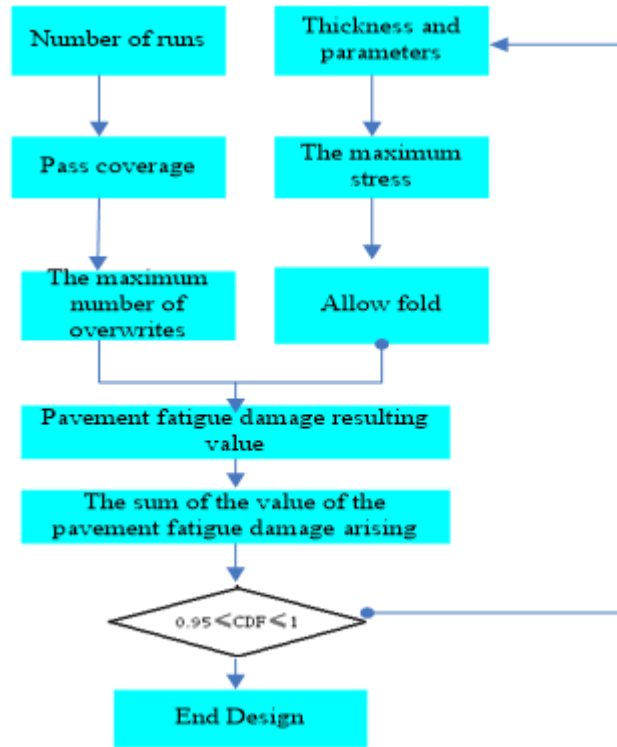 Number of runs
Thickness and
parameters
Pass coverage
The maximum
stress
The maximum
number of
overwrites
Allow fold
Pavement fatigue damage resulting
value
The sum of the value of the
pavement fatigue damage arising
0.95≤CDF≤1
End Design